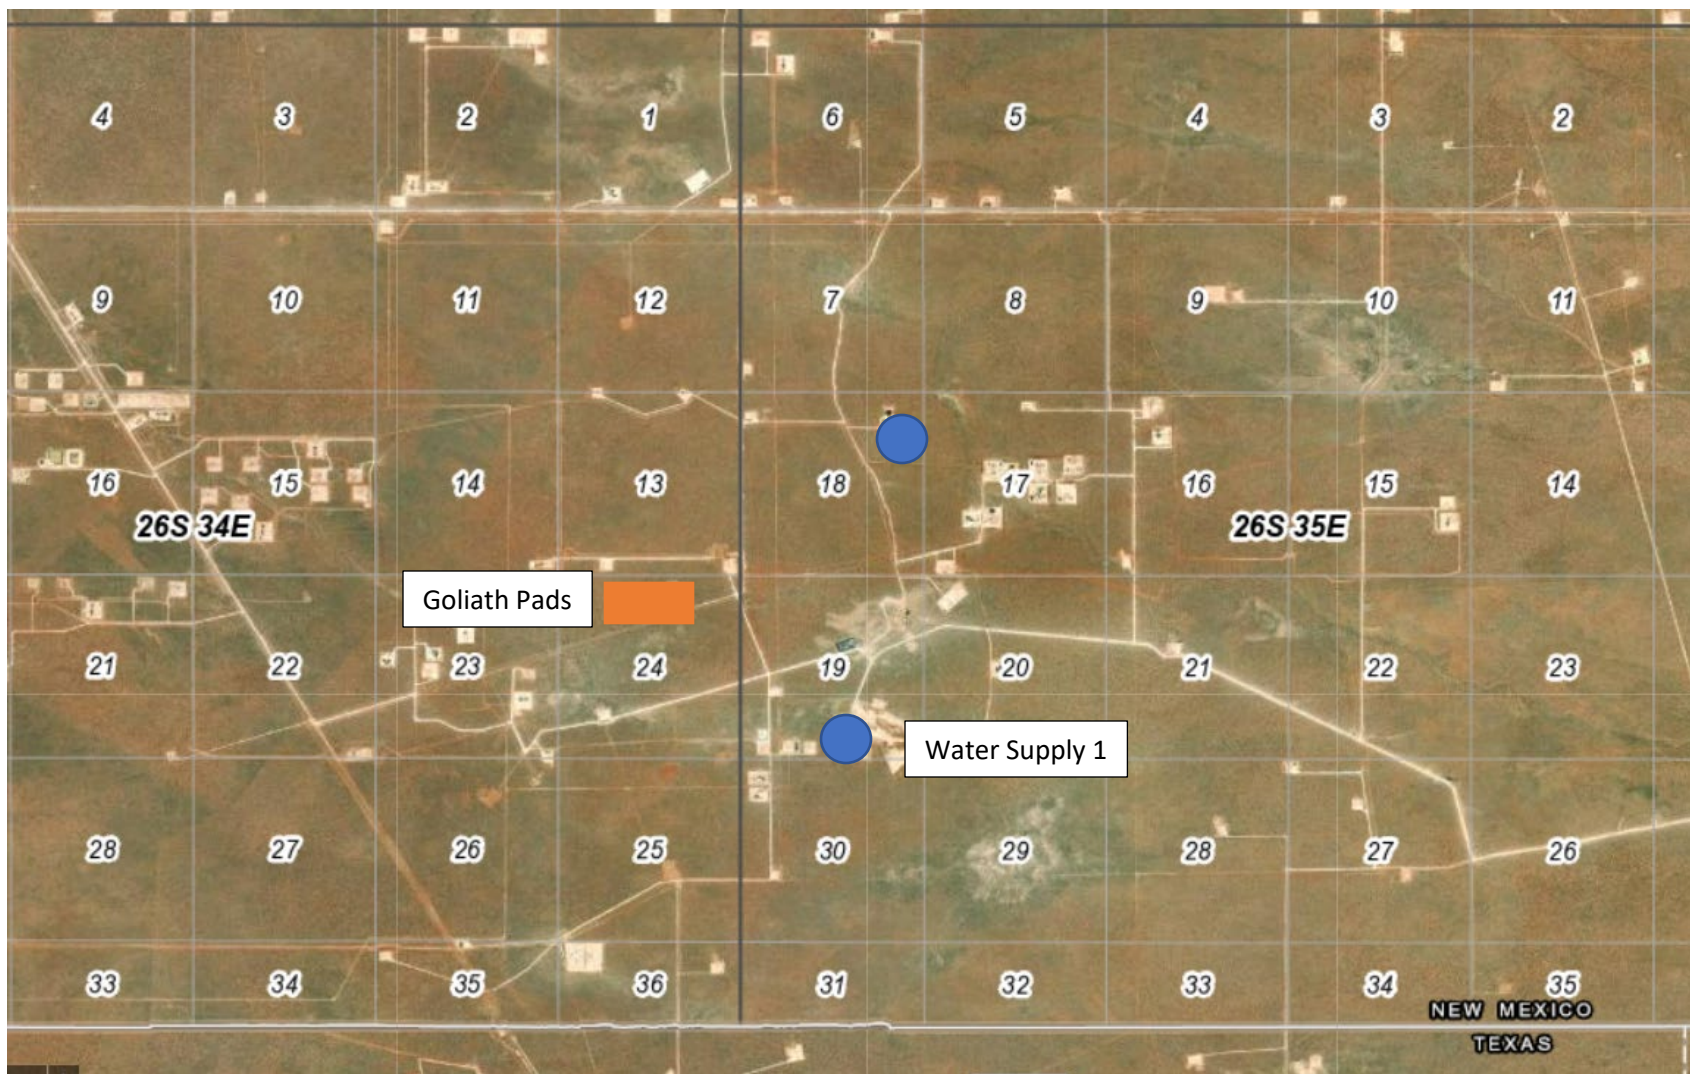 4 3 2 1 6 5 4 3 2
9 10 11 12 7 8 9 10 11
16 15 14 13 18 17 16 15 14
26S 34E 26S 35E
Goliath Pads
21 22 23 24 19 20 21 22 23
Water Supply 1
28 27 26 25 30 29 28 27 26
33 34 35 36 31 32 33 34 35
NEW MEXICO
TEXAS